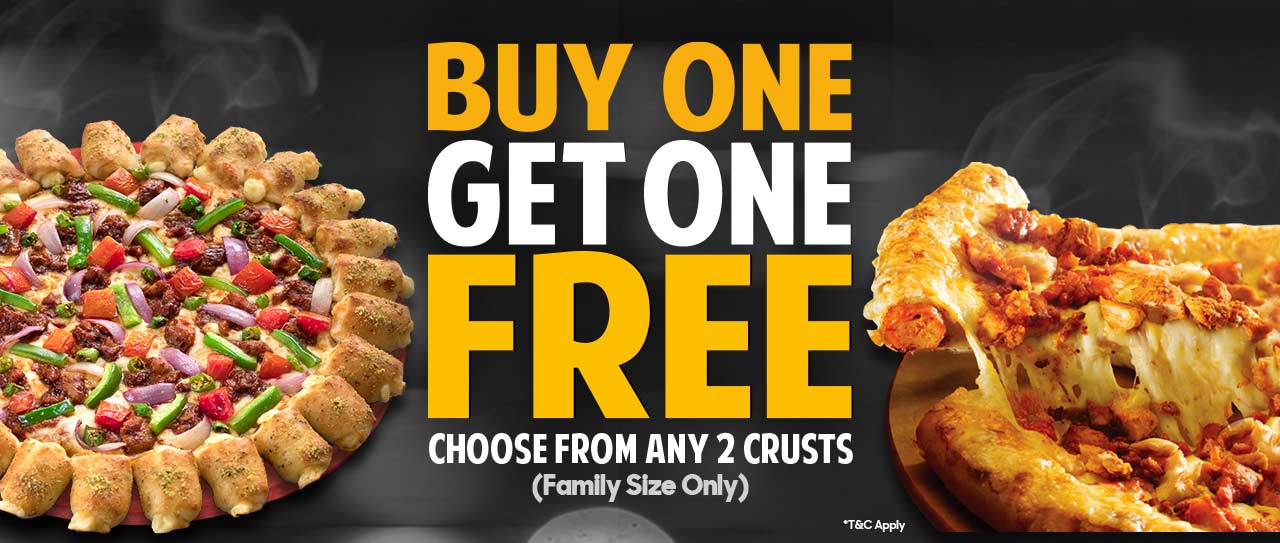 BUY ONE
GET ONE
FREE
CHOOSE FROM ANY 2 CRUSTS
(Family Size Only)
*T&C Apply